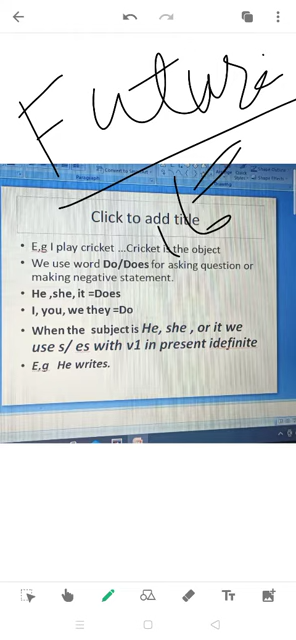 Future
Click to add title
• E,g I play cricket ...Cricket is the object
• We use word Do/Does for asking question or
making negative statement.
• He ,she, it =Does
• I, you, we they =Do
• When the subject is He, she , or it we
use s/ es with v1 in present idefinite
• E,g He writes.
Tт